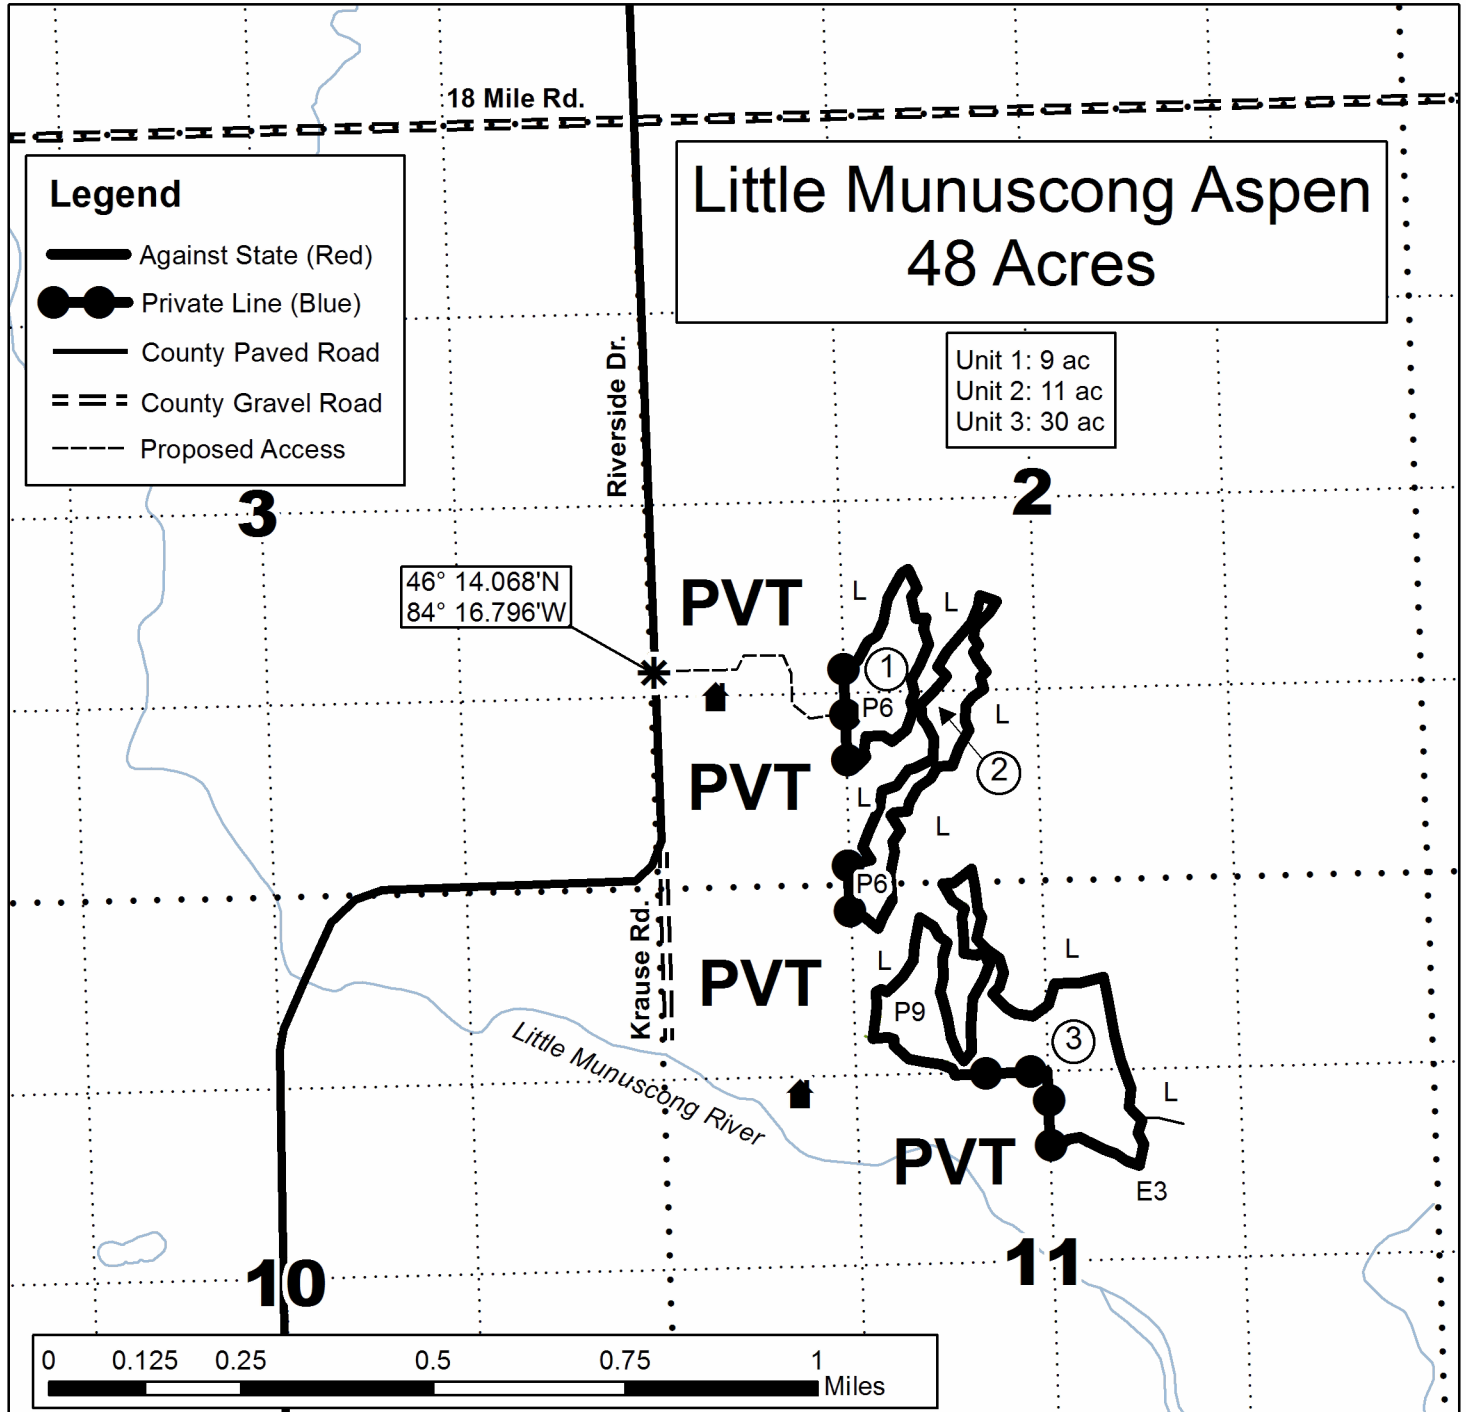 18 Mile Rd.
Legend
Against State (Red)
Private Line (Blue)
County Paved Road
County Gravel Road
Proposed Access
Little Munuscong Aspen
48 Acres
Unit 1: 9 ac
Unit 2: 11 ac
Unit 3: 30 ac
Riverside Dr.
3
2
46° 14.068'N
84° 16.796'W
PVT
L
L
1
P6
L
2
PVT
L
L
P6
Krause Rd.
PVT
L
L
P9
3
Little Munuscong River
L
PVT
E3
10
11
0 0.125 0.25 0.5 0.75 1
Miles